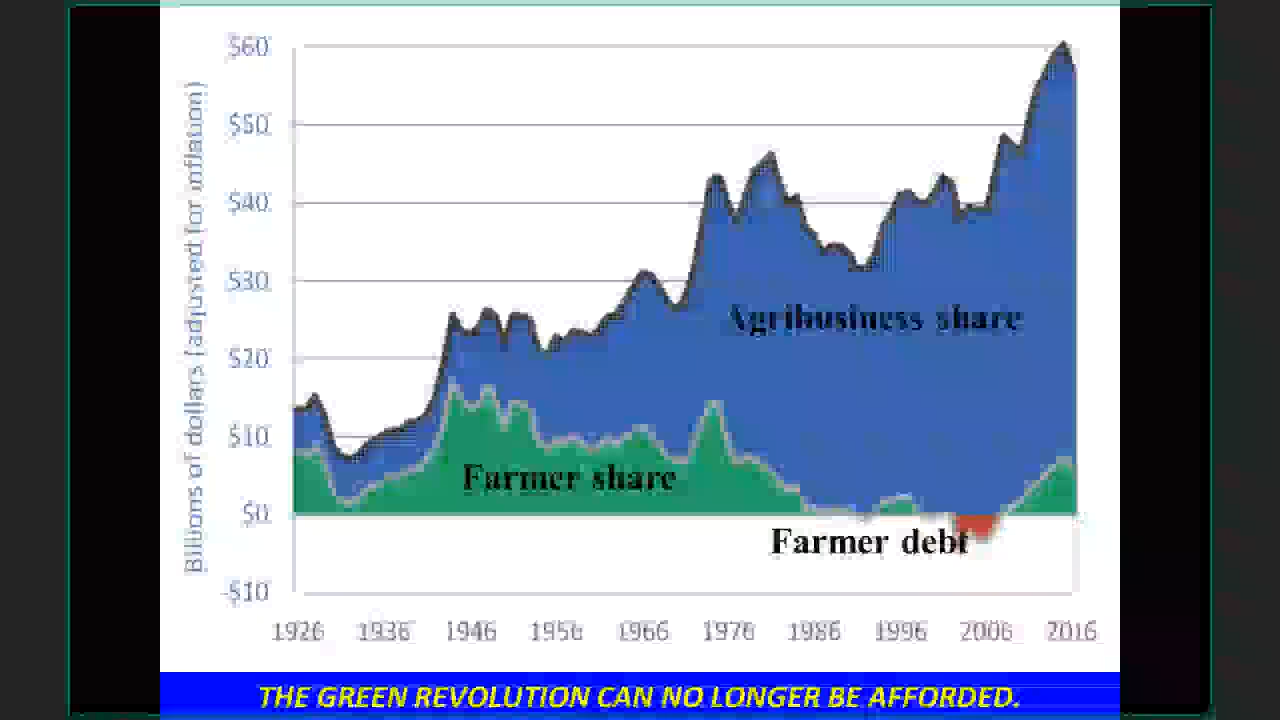 $60
$50
$40
$30
$20
$10
$0
-$10
Billions of dollars (adjusted for inflation)
Agribusiness share
Farmer share
Farmer debt
1926 1936 1946 1956 1966 1976 1986 1996 2006 2016
THE GREEN REVOLUTION CAN NO LONGER BE AFFORDED.